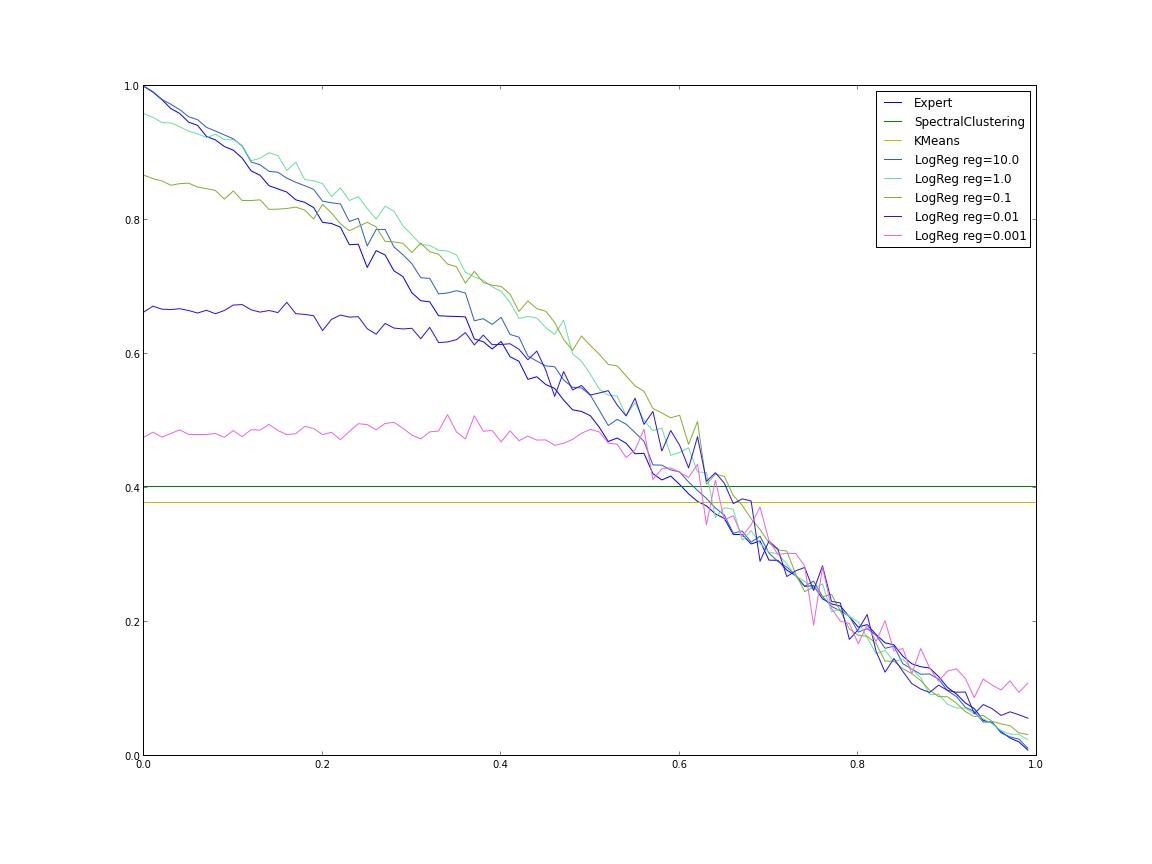 1.0
0.8
0.6
0.4
0.2
0.0
Expert
SpectralClustering
KMeans
LogReg reg=10.0
LogReg reg=1.0
LogReg reg=0.1
LogReg reg=0.01
LogReg reg=0.001
0.0 0.2 0.4 0.6 0.8 1.0